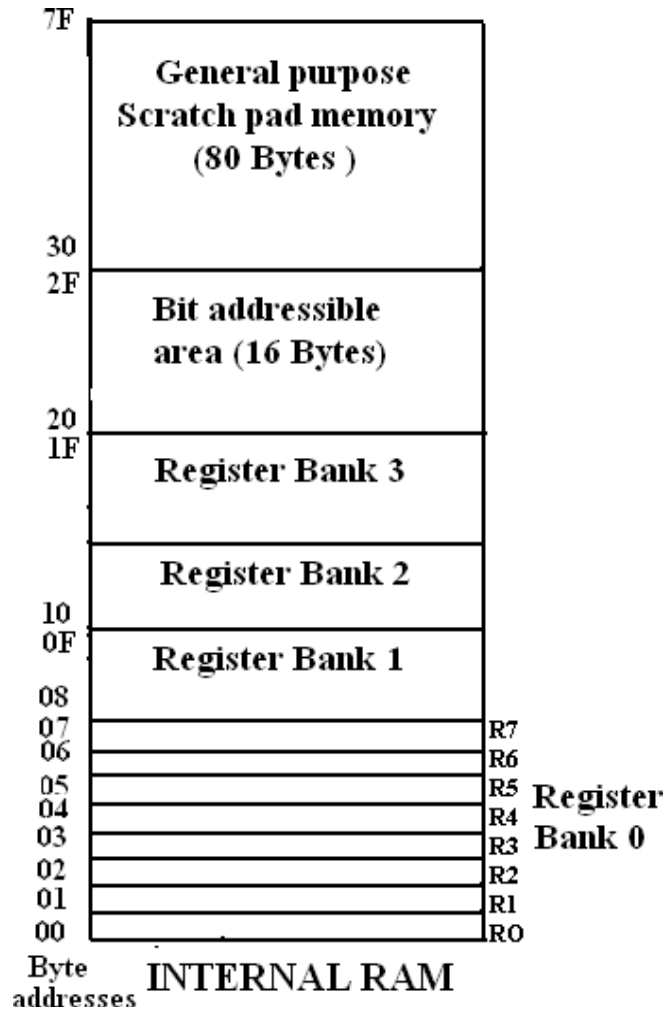 7F
General purpose
Scratch pad memory
(80 Bytes )
30
2F
Bit addressible
area (16 Bytes)
20
1F
Register Bank 3
Register Bank 2
10
0F
Register Bank 1
08
07
R7
06
R6
05
R5
04
R4
03
R3
02
R2
01
R1
00
RO
Register
Bank 0
Byte
addresses
INTERNAL RAM